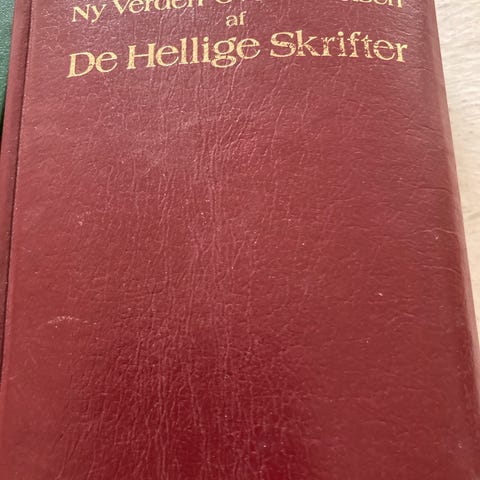 Ny Verden
af
De Hellige Skrifter